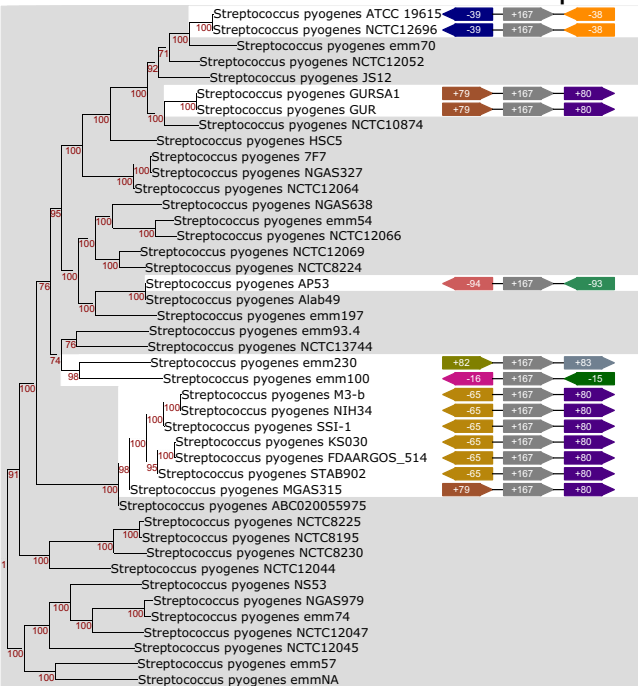 Streptococcus pyogenes ATCC 19615 -39 +167 -38
100 Streptococcus pyogenes NCTC12696 -39 +167 -38
100 Streptococcus pyogenes emm70
71 Streptococcus pyogenes NCTC12052
92 Streptococcus pyogenes JS12
100 Streptococcus pyogenes GURSA1 +79 +167 +80
100 Streptococcus pyogenes GUR +79 +167 +80
100 Streptococcus pyogenes NCTC10874
100 Streptococcus pyogenes HSC5
100 Streptococcus pyogenes 7F7
100 Streptococcus pyogenes NGAS327
100 Streptococcus pyogenes NCTC12064
Streptococcus pyogenes NGAS638
95 100 Streptococcus pyogenes emm54
100 Streptococcus pyogenes NCTC12066
100 100 Streptococcus pyogenes NCTC12069
100 Streptococcus pyogenes NCTC8224
76 100 Streptococcus pyogenes AP53 -94 +167 -93
100 Streptococcus pyogenes Alab49
100 Streptococcus pyogenes emm197
Streptococcus pyogenes emm93.4
76 Streptococcus pyogenes NCTC13744
74 Streptococcus pyogenes emm230 +82 +167 +83
98 Streptococcus pyogenes emm100 -16 +167 -15
100 Streptococcus pyogenes M3-b -65 +167 +80
100 Streptococcus pyogenes NIH34 -65 +167 +80
100 Streptococcus pyogenes SSI-1 -65 +167 +80
100 Streptococcus pyogenes KS030 -65 +167 +80
100 Streptococcus pyogenes FDAARGOS_514 -65 +167 +80
91 98 95 Streptococcus pyogenes STAB902 -65 +167 +80
100 Streptococcus pyogenes MGAS315 +79 +167 +80
Streptococcus pyogenes ABC020055975
Streptococcus pyogenes NCTC8225
100 Streptococcus pyogenes NCTC8195
100 Streptococcus pyogenes NCTC8230
1 100 Streptococcus pyogenes NCTC12044
Streptococcus pyogenes NS53
100 Streptococcus pyogenes NGAS979
100 Streptococcus pyogenes emm74
100 100 Streptococcus pyogenes NCTC12047
100 Streptococcus pyogenes NCTC12045
Streptococcus pyogenes emm57
100 Streptococcus pyogenes emmNA